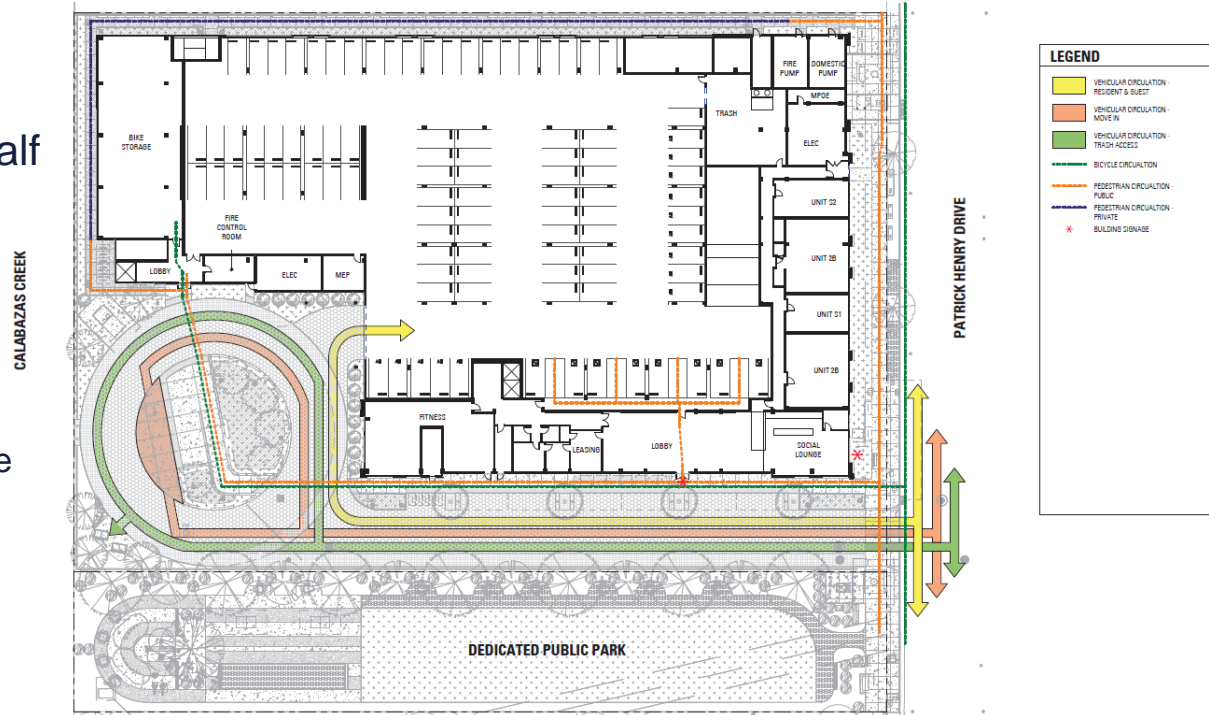 alf
e
CALABAZAS CREEK
BIKE
STORAGE
FIRE
CONTROL
ROOM
LOBBY
ELEC
MEP
FIRE
PUMP
DOMESTIC
PUMP
MPOE
TRASH
ELEC
UNIT S2
UNIT 2B
UNIT S1
UNIT 2B
FITNESS
LEASING
LOBBY
SOCIAL
LOUNGE
PATRICK HENRY DRIVE
DEDICATED PUBLIC PARK
LEGEND
VEHICULAR CIRCULATION -
RESIDENT & GUEST
VEHICULAR CIRCULATION -
MOVE IN
VEHICULAR CIRCULATION -
TRASH ACCESS
BICYCLE CIRCUALTION
PEDESTRIAN CIRCUALTION -
PUBLIC
PEDESTRIAN CIRCUALTION -
PRIVATE
BUILDING SIGNAGE